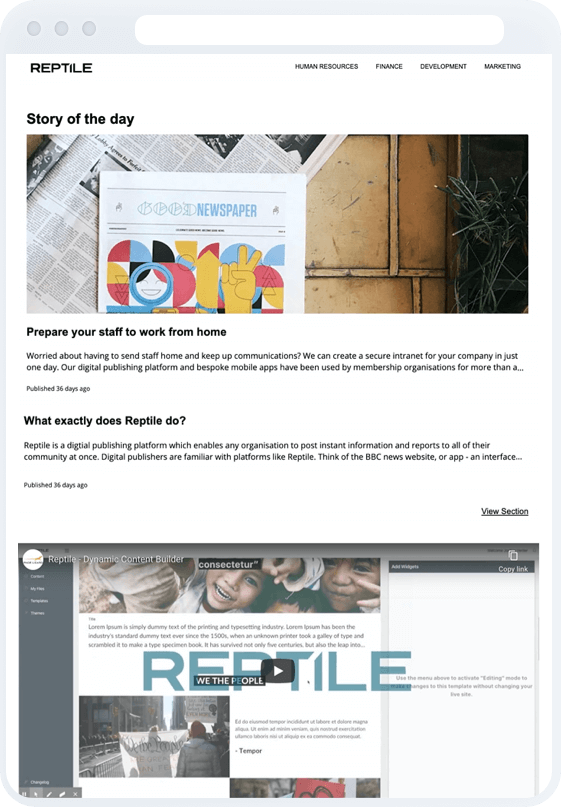 REPTILE
HUMAN RESOURCES FINANCE DEVELOPMENT MARKETING
Story of the day
Lobby Agrees to Farther
GOOD NEWSPAPER
Prepare your staff to work from home
Worried about having to send staff home and keep up communications? We can create a secure intranet for your company in just
one day. Our digital publishing platform and bespoke mobile apps have been used by membership organisations for more than a...
Published 36 days ago
What exactly does Reptile do?
Reptile is a digtial publishing platform which enables any organisation to post instant information and reports to all of their
community at once. Digital publishers are familiar with platforms like Reptile. Think of the BBC news website, or app - an interface...
Published 36 days ago
View Section
Reptile - Dynamic Content Builder
consectetur"
Copy link
Add Widgets
Content
My Files
Templates
Themes
Title
Lorem Ipsum is simply dummy text of the printing and typesetting industry. Lorem Ipsum has been the
industry's standard dummy text ever since the 1500s, when an unknown printer took a galley of type and
scrambled it to make a type specimen book. It has survived not only five centuries, but also the leap into...
REPTILE
WE THE PEOPLE
Use the menu above to activate "Editing" mode to
make changes to this template without changing your
live site.
Ed do eiusmod tempor incididunt ut labore et dolore magna
aliqua. Ut enim ad minim veniam, quis nostrud exercitation
ullamco laboris nisi ut aliquip ex ea commodo consequat.
- Tempor
Changelog